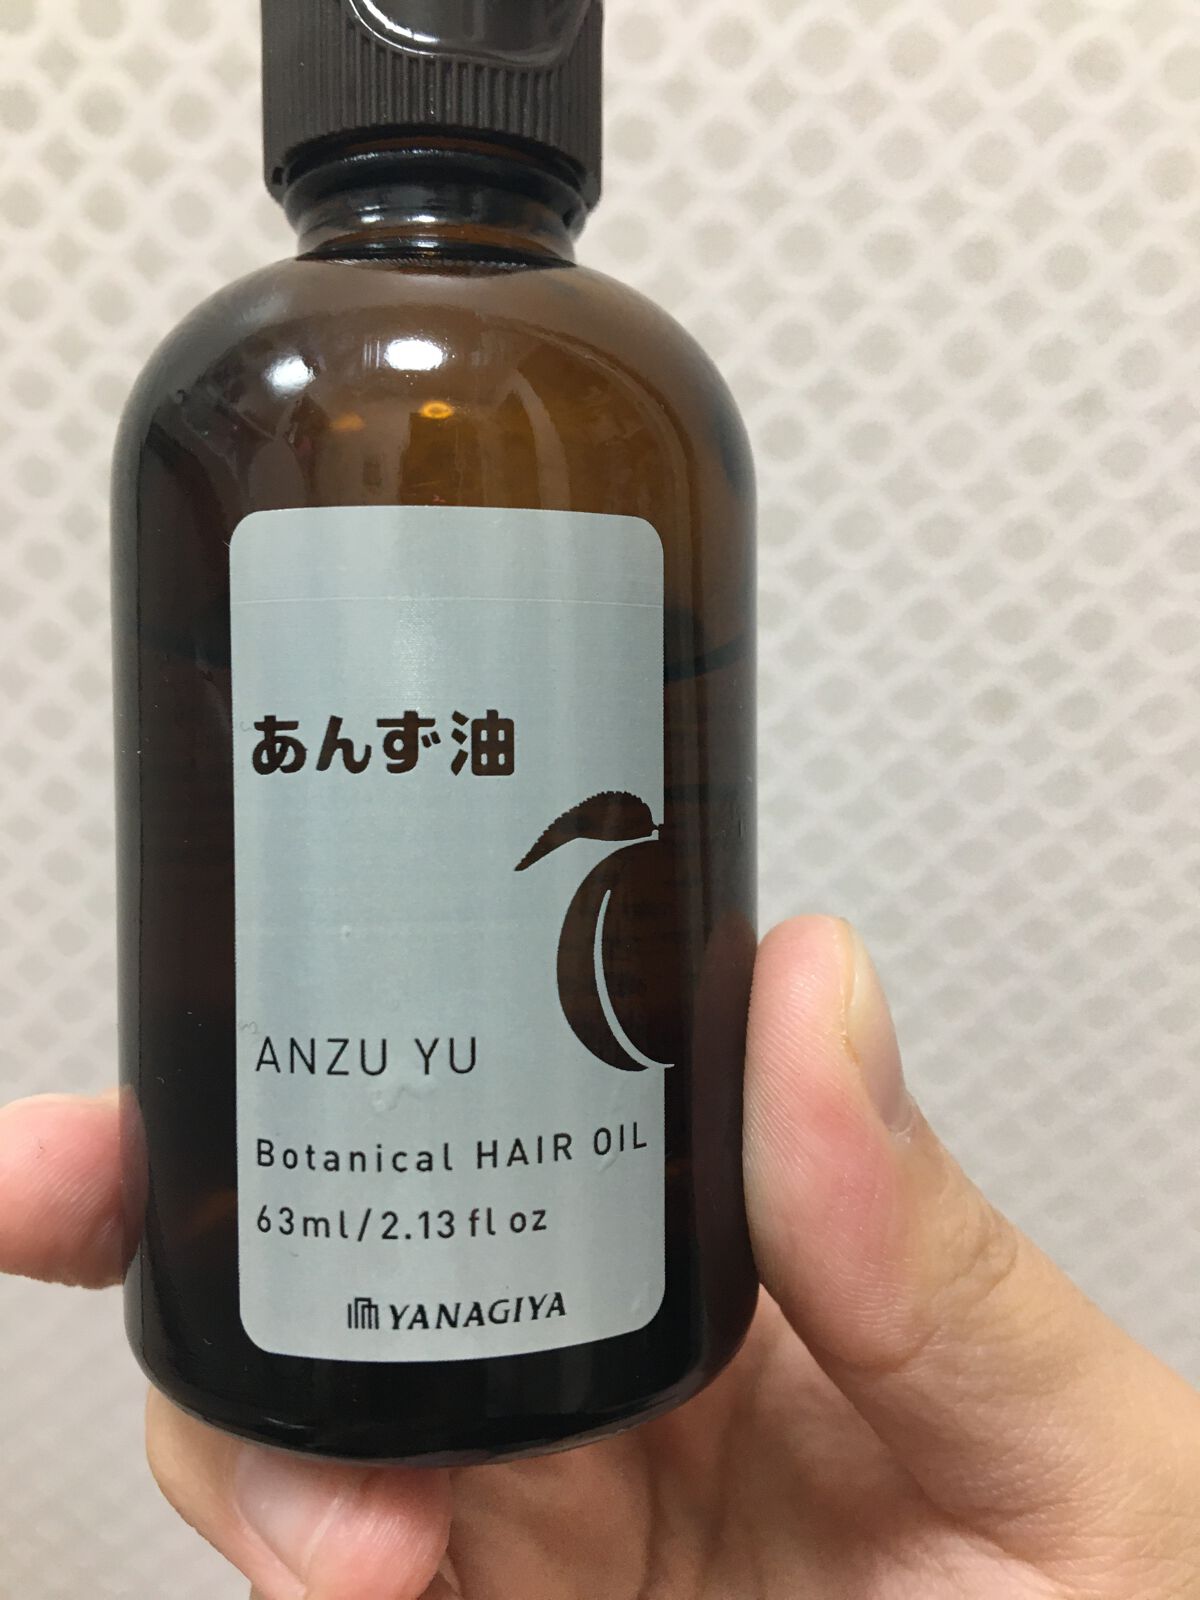 あんず油
ANZU YU
Botanical HAIR OIL
63ml/2.13 fl oz
YANAGIYA